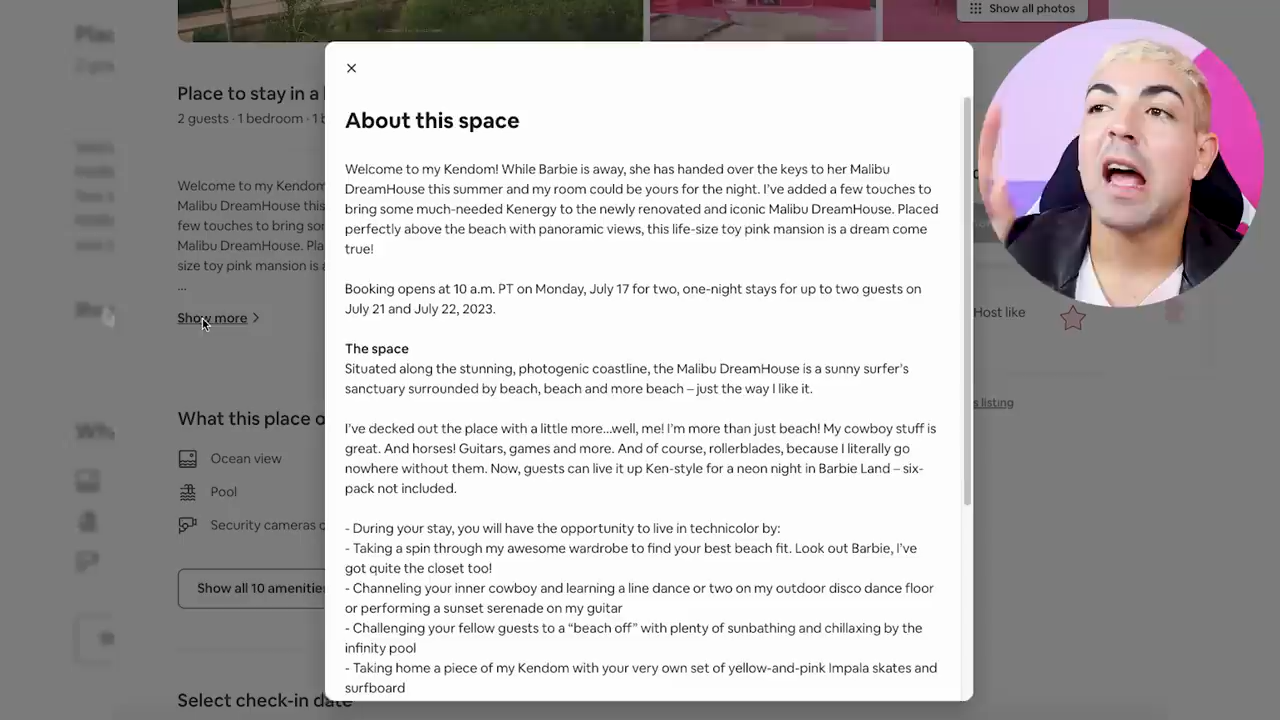 Show all photos
Place to stay in a
2 guests · 1 bedroom · 1 b
Welcome to my Kendom
Malibu DreamHouse this
few touches to bring so
Malibu DreamHouse. Pla
size toy pink mansion is a
...
Show more
What this place o
Ocean view
Pool
Security cameras o
Show all 10 amenitie
Select check-in date
About this space
Welcome to my Kendom! While Barbie is away, she has handed over the keys to her Malibu
DreamHouse this summer and my room could be yours for the night. I've added a few touches to
bring some much-needed Kenergy to the newly renovated and iconic Malibu DreamHouse. Placed
perfectly above the beach with panoramic views, this life-size toy pink mansion is a dream come
true!
Booking opens at 10 a.m. PT on Monday, July 17 for two, one-night stays for up to two guests on
July 21 and July 22, 2023.
The space
Situated along the stunning, photogenic coastline, the Malibu DreamHouse is a sunny surfer's
sanctuary surrounded by beach, beach and more beach – just the way I like it.
I've decked out the place with a little more...well, me! I'm more than just beach! My cowboy stuff is
great. And horses! Guitars, games and more. And of course, rollerblades, because I literally go
nowhere without them. Now, guests can live it up Ken-style for a neon night in Barbie Land – six-
pack not included.
- During your stay, you will have the opportunity to live in technicolor by:
- Taking a spin through my awesome wardrobe to find your best beach fit. Look out Barbie, I've
got quite the closet too!
- Channeling your inner cowboy and learning a line dance or two on my outdoor disco dance floor
or performing a sunset serenade on my guitar
- Challenging your fellow guests to a “beach off” with plenty of sunbathing and chillaxing by the
infinity pool
- Taking home a piece of my Kendom with your very own set of yellow-and-pink Impala skates and
surfboard
Host like
s listing